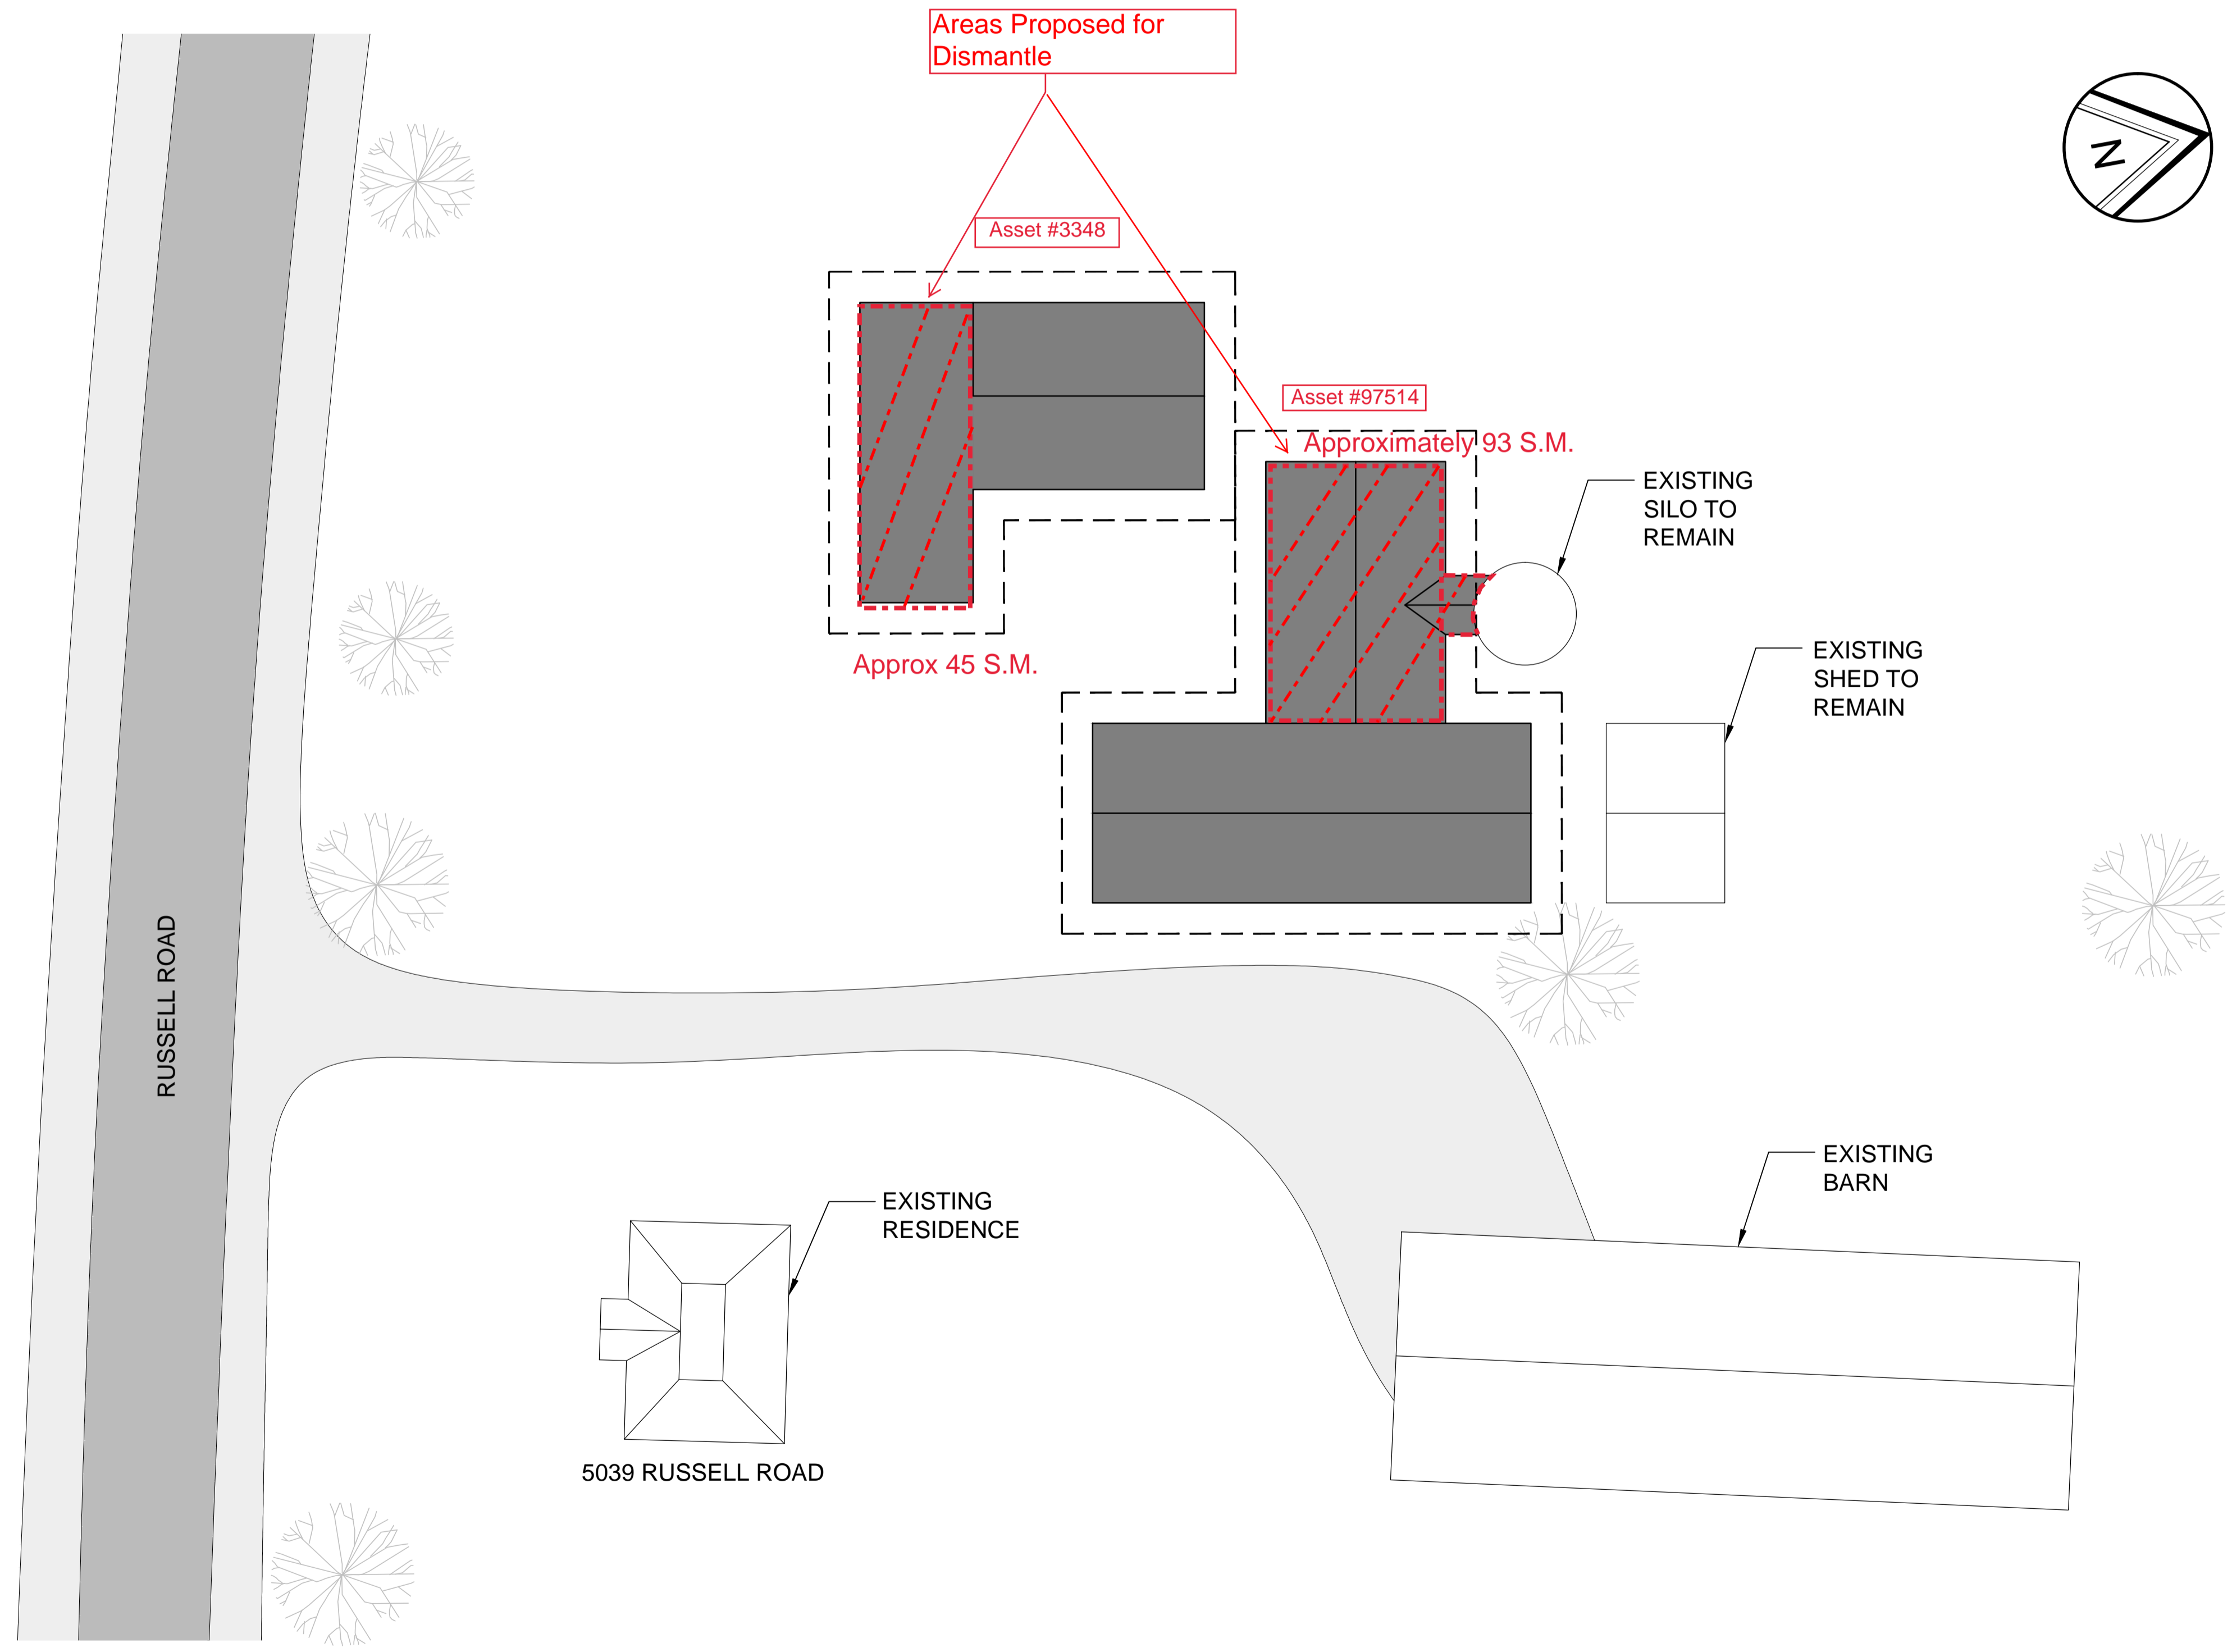 Areas Proposed for
Dismantle
N
Asset #3348
Asset #97514
Approximately 93 S.M.
EXISTING
SILO TO
REMAIN
Approx 45 S.M.
EXISTING
SHED TO
REMAIN
RUSSELL ROAD
EXISTING
BARN
EXISTING
RESIDENCE
5039 RUSSELL ROAD